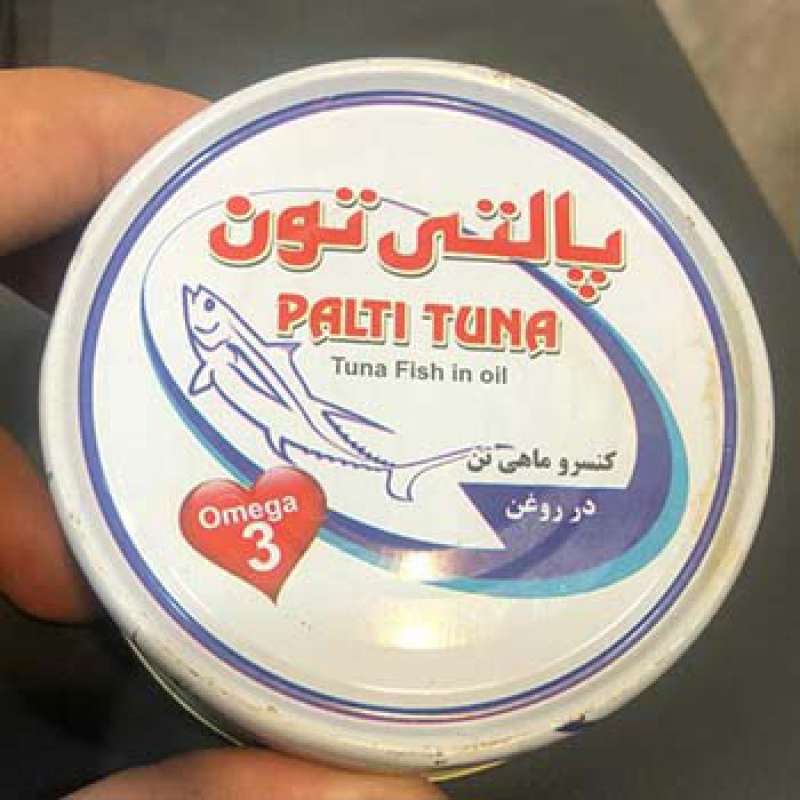 پالتی تون
PALTI TUNA
Tuna Fish in oil
کنسرو ماهی تن
در روغن
Omega
3